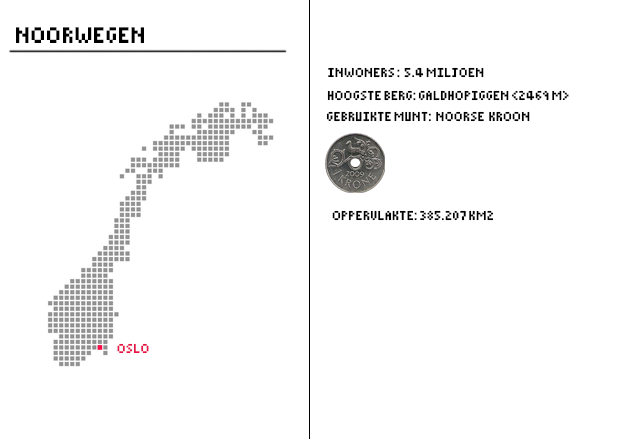 NOORWEGEN
OSLO
INWONERS: 5.4 MILJOEN
HOOGSTE BERG: GALDHOPIGGEN <2469 M>
GEBRUIKTE MUNT: NOORSE KROON
2009
1 KRONE
OPPERVLAKTE: 385.207 KM2